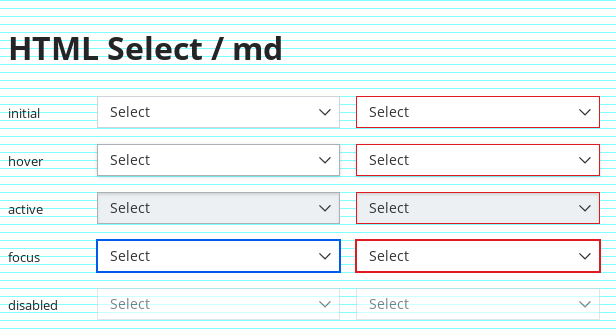 HTML Select / md
initial Select Select
hover Select Select
active Select Select
focus Select Select
disabled Select Select